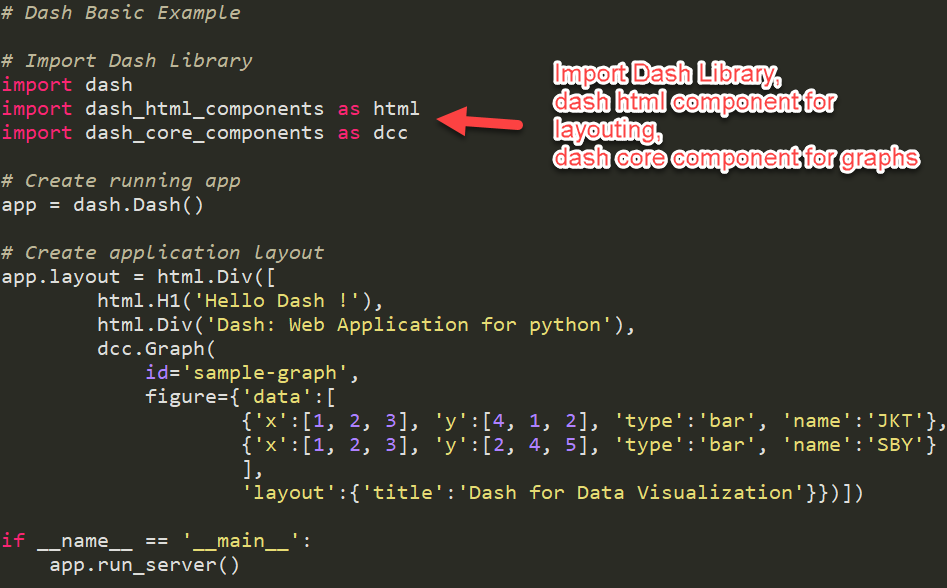 # Dash Basic Example
# Import Dash Library
import dash
import dash_html_components as html
import dash_core_components as dcc
Import Dash Library,
dash html component for
layouting,
dash core component for graphs
# Create running app
app = dash.Dash()
# Create application layout
app.layout = html.Div([
html.H1('Hello Dash !'),
html.Div('Dash: Web Application for python'),
dcc.Graph(
id='sample-graph',
figure={'data':[
{'x':[1, 2, 3], 'y':[4, 1, 2], 'type':'bar', 'name':'JKT'},
{'x':[1, 2, 3], 'y':[2, 4, 5], 'type':'bar', 'name':'SBY'}
],
'layout':{'title':'Dash for Data Visualization'}})])
if __name__ == '__main__':
app.run_server()